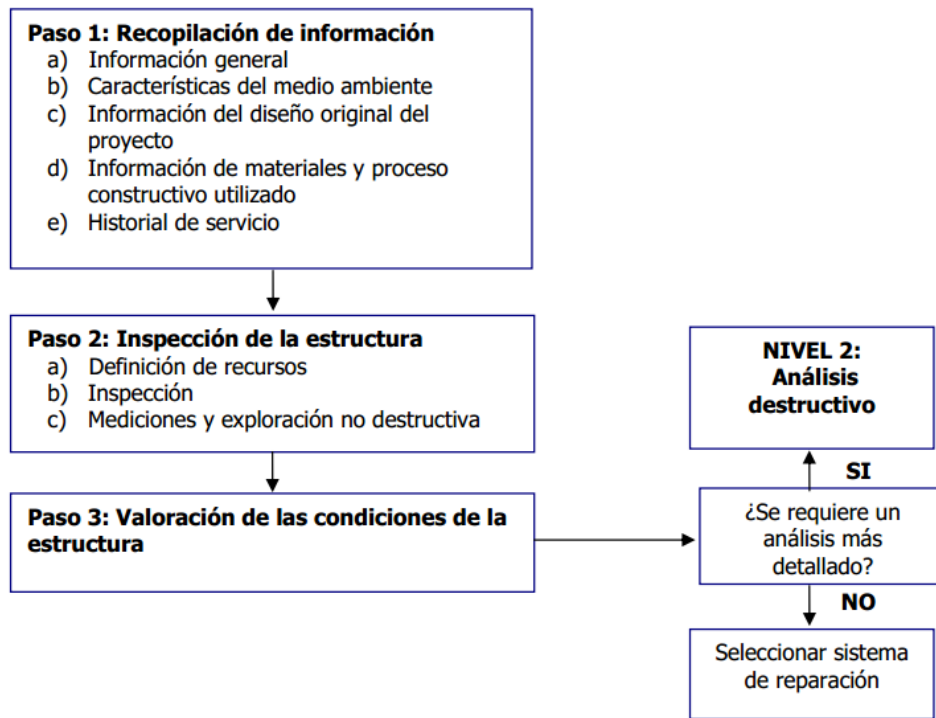 Paso 1: Recopilación de información
a) Información general
b) Características del medio ambiente
c) Información del diseño original del
proyecto
d) Información de materiales y proceso
constructivo utilizado
e) Historial de servicio
Paso 2: Inspección de la estructura
a) Definición de recursos
b) Inspección
c) Mediciones y exploración no destructiva
Paso 3: Valoración de las condiciones de la
estructura
NIVEL 2:
Análisis
destructivo
SI
¿Se requiere un
análisis más
detallado?
NO
Seleccionar sistema
de reparación